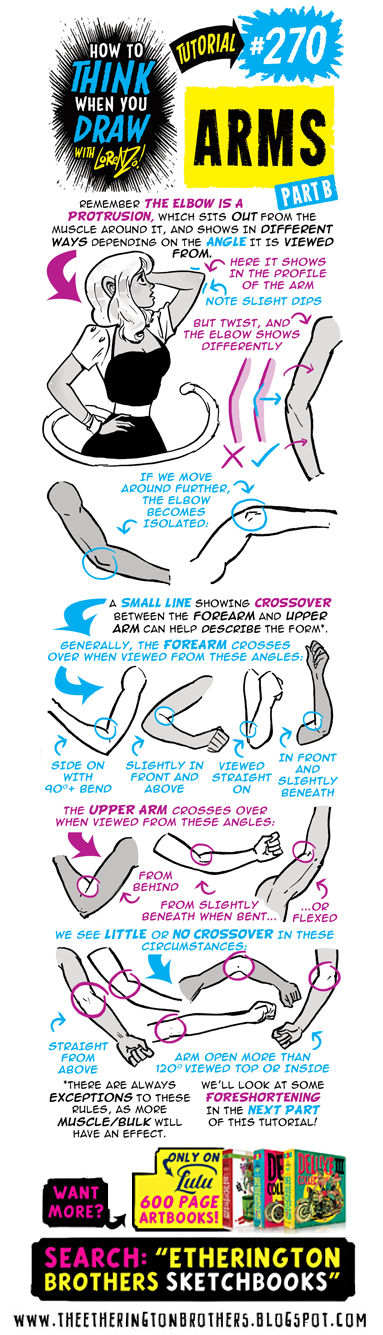 HOW TO
THINK
WHEN YOU
DRAW
WITH LORENZO!
TUTORIAL
#270
ARMS
PART B
REMEMBER THE ELBOW IS A
PROTRUSION, WHICH SITS OUT FROM THE
MUSCLE AROUND IT, AND SHOWS IN DIFFERENT
WAYS DEPENDING ON THE ANGLE IT IS VIEWED
FROM.
HERE IT SHOWS
IN THE PROFILE
OF THE ARM
NOTE SLIGHT DIPS
BUT TWIST, AND
THE ELBOW SHOWS
DIFFERENTLY
IF WE MOVE
AROUND FURTHER,
THE ELBOW
BECOMES
ISOLATED:
A SMALL LINE SHOWING CROSSOVER
BETWEEN THE FOREARM AND UPPER
ARM CAN HELP DESCRIBE THE FORM*.
GENERALLY, THE FOREARM CROSSES
OVER WHEN VIEWED FROM THESE ANGLES:
SIDE ON
WITH
90º+ BEND
SLIGHTLY IN
FRONT AND
ABOVE
VIEWED
STRAIGHT
ON
IN FRONT
AND
SLIGHTLY
BENEATH
THE UPPER ARM CROSSES OVER
WHEN VIEWED FROM THESE ANGLES:
FROM
BEHIND
FROM SLIGHTLY
BENEATH WHEN BENT...
...OR
FLEXED
WE SEE LITTLE OR NO CROSSOVER IN THESE
CIRCUMSTANCES:
STRAIGHT
FROM
ABOVE
ARM OPEN MORE THAN
120º VIEWED TOP OR INSIDE
*THERE ARE ALWAYS
EXCEPTIONS TO THESE
RULES, AS MORE
MUSCLE/BULK WILL
HAVE AN EFFECT.
WE'LL LOOK AT SOME
FORESHORTENING
IN THE NEXT PART
OF THIS TUTORIAL!
WANT
MORE?
ONLY ON
Lulu
600 PAGE
ARTBOOKS!
DELUXE III
SEARCH: "ETHERINGTON
BROTHERS SKETCHBOOKS"
WWW.THEETHERINGTONBROTHERS.BLOGSPOT.COM